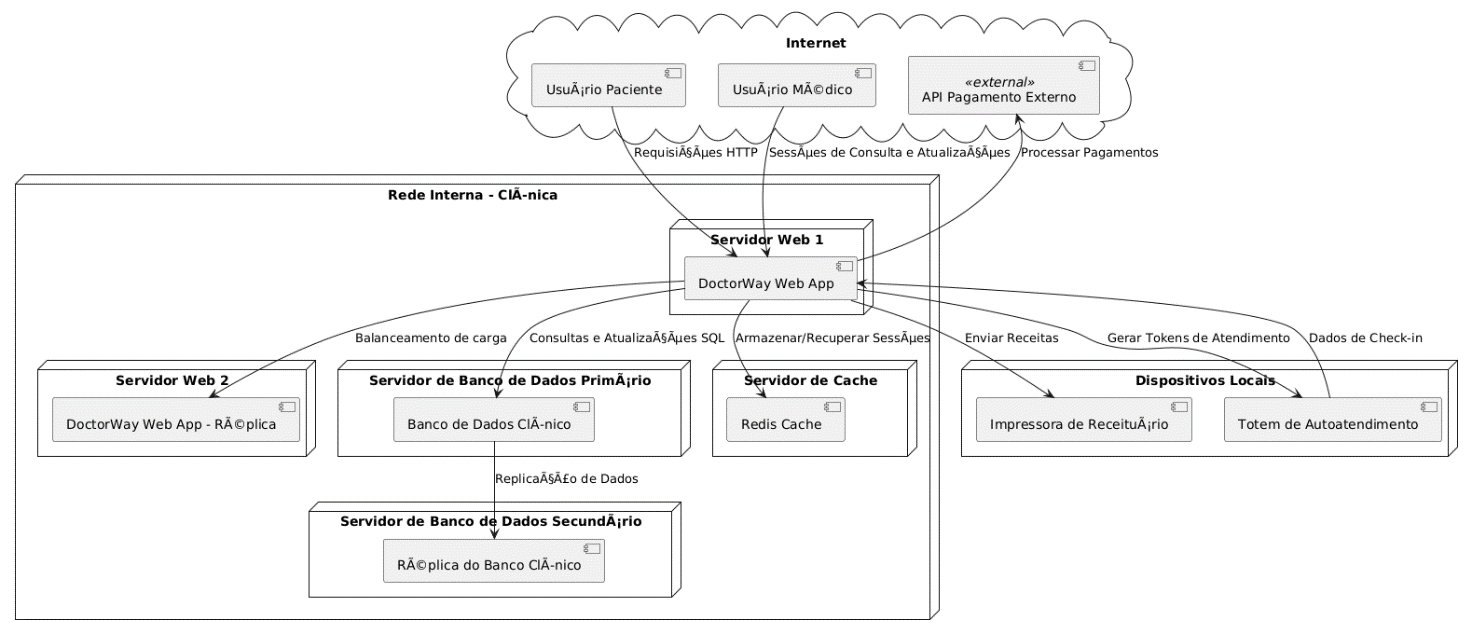 Internet
UsuÃ¡rio Paciente
UsuÃ¡rio MÃ©dico
«external»
API Pagamento Externo
RequisiÃ§Ãµes HTTP
SessÃµes de Consulta e AtualizaÃ§Ãµes
Processar Pagamentos
Rede Interna - ClÃ­-nica
Servidor Web 1
DoctorWay Web App
Balanceamento de carga
Consultas e AtualizaÃ§Ãµes SQL
Armazenar/Recuperar SessÃµes
Enviar Receitas
Gerar Tokens de Atendimento
Dados de Check-in
Servidor Web 2
DoctorWay Web App - RÃ©plica
Servidor de Banco de Dados PrimÃ¡rio
Banco de Dados ClÃ-nico
Servidor de Cache
Redis Cache
Dispositivos Locais
Impressora de ReceituÃ¡rio
Totem de Autoatendimento
ReplicaÃ§Ã£o de Dados
Servidor de Banco de Dados SecundÃ¡rio
RÃ©plica do Banco ClÃ-nico